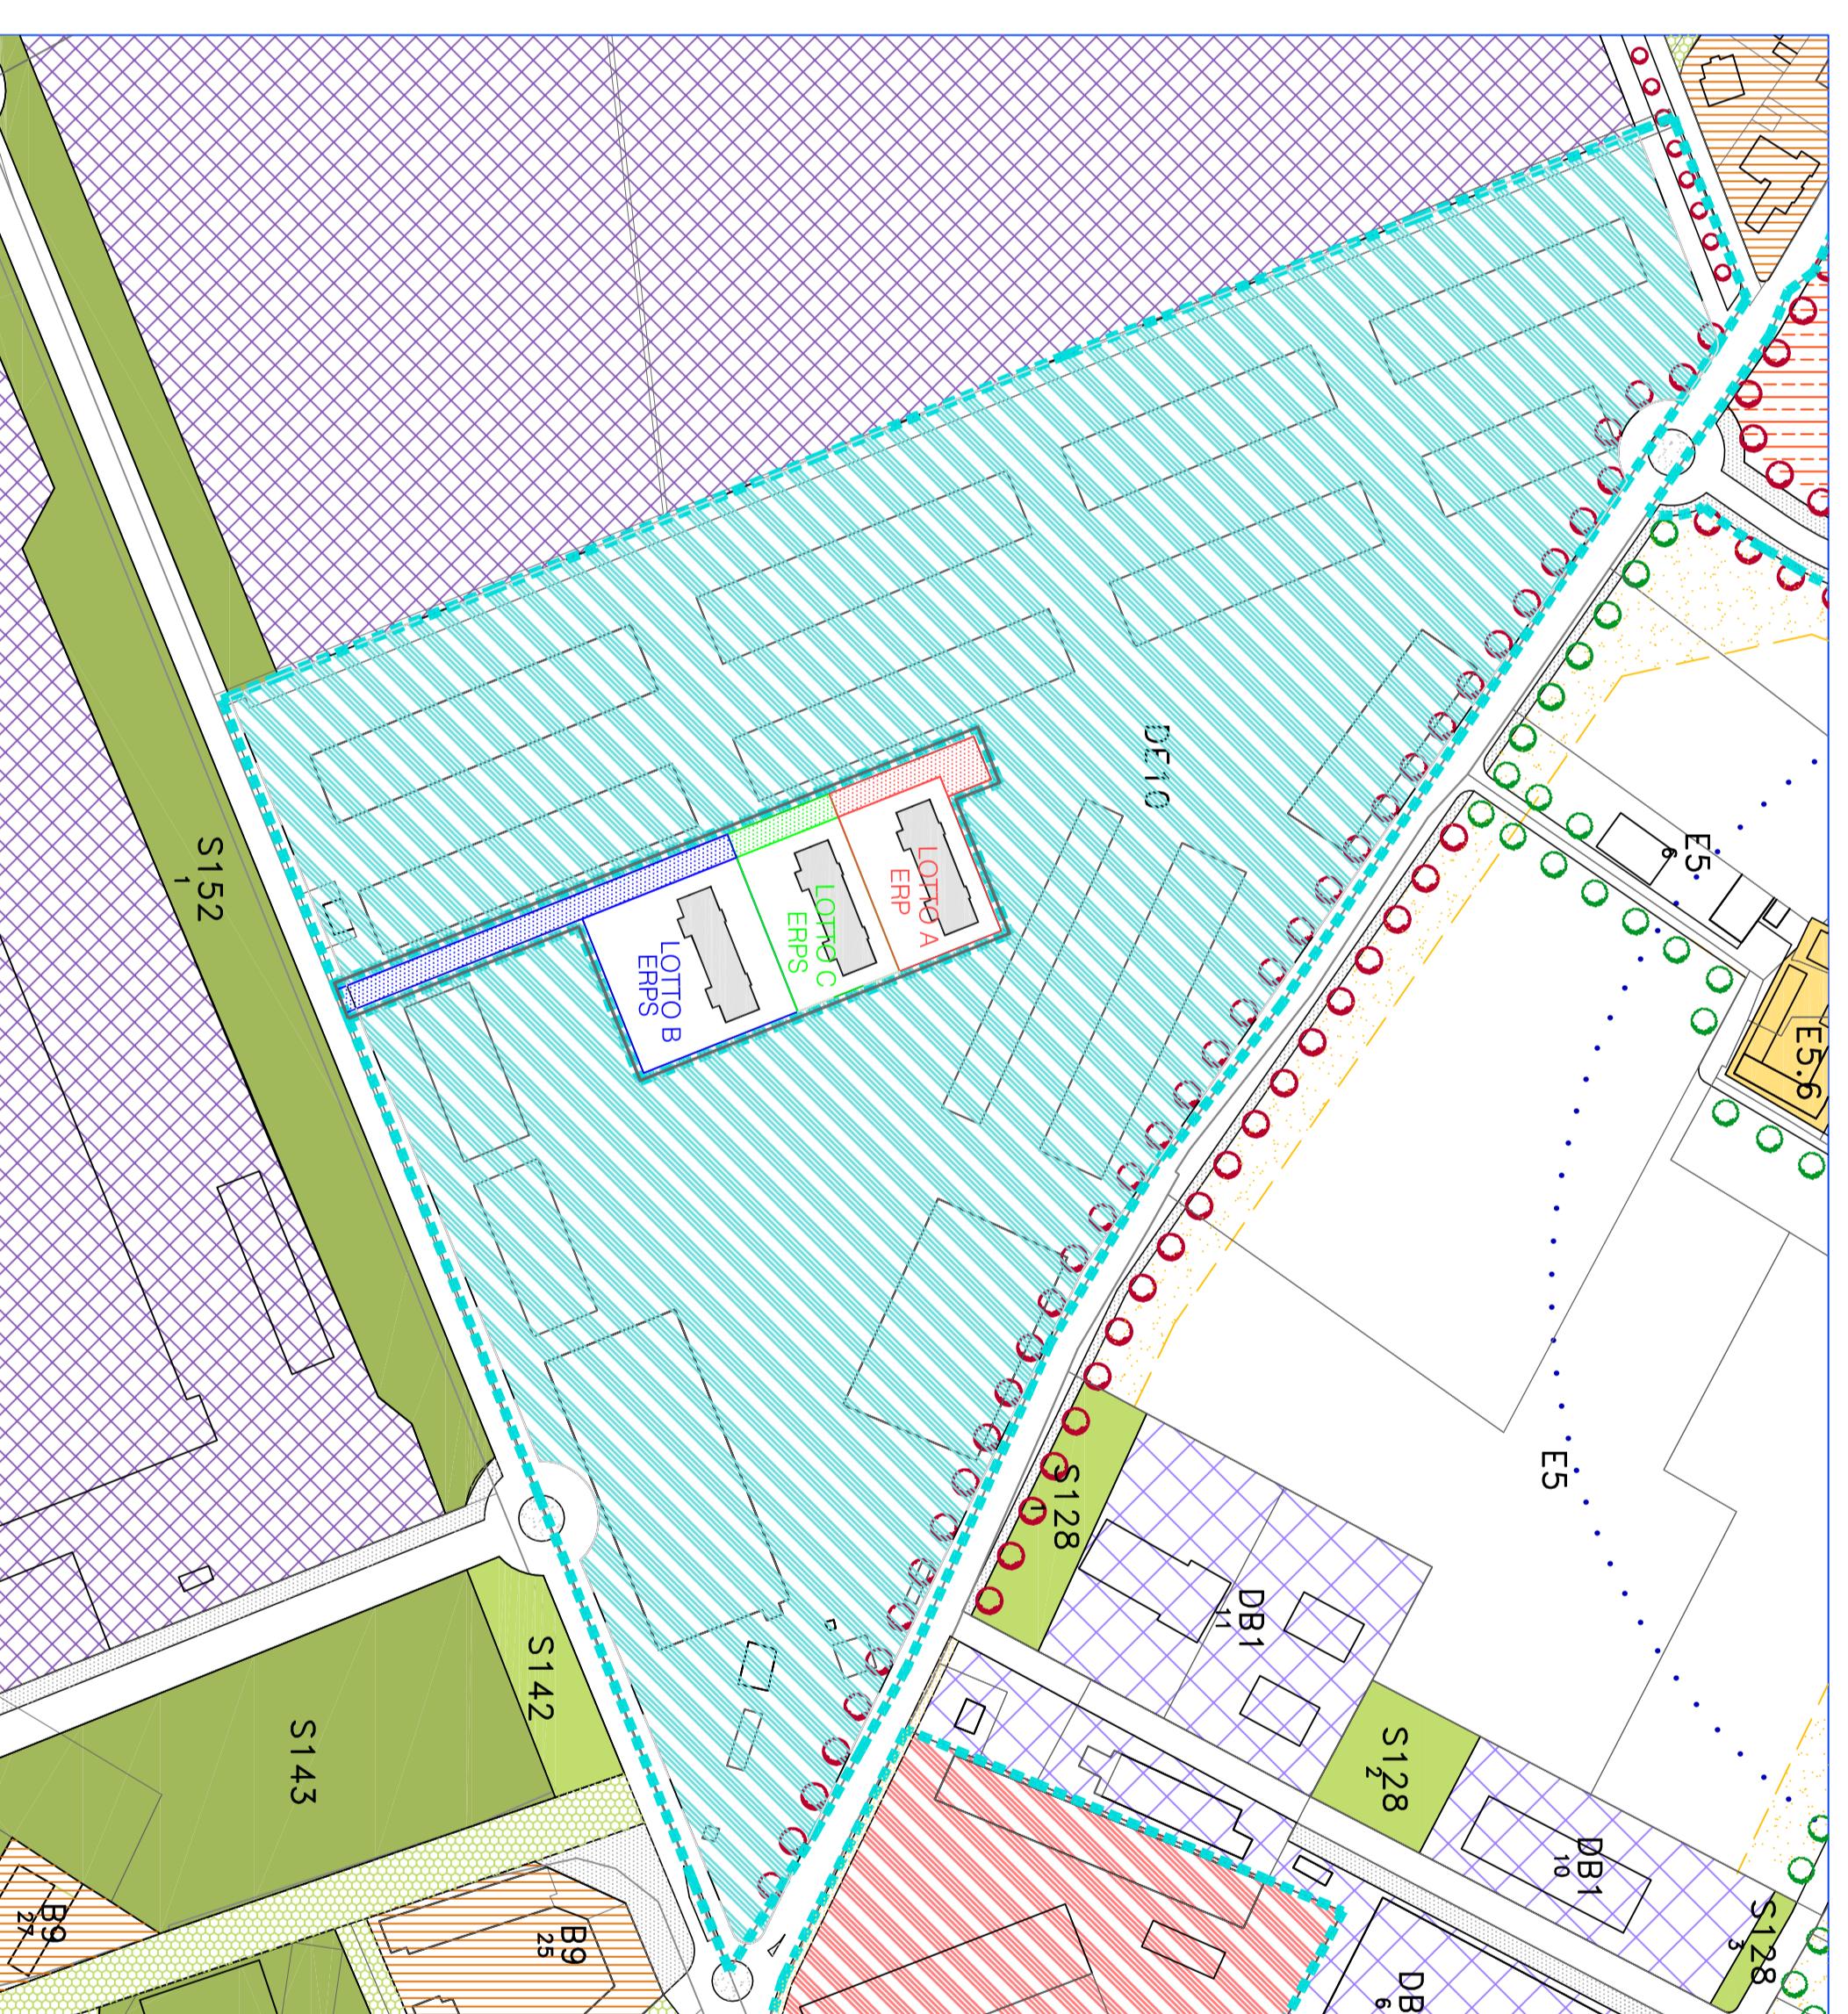 DE10
E5
6
E5.6
S152
1
LOTTO A
ERP
LOTTO C
ERPS
LOTTO B
ERPS
E5
S128
1
DB1
11
S142
S143
S128
2
DB1
10
S128
3
B9
27
B9
25
DB
6